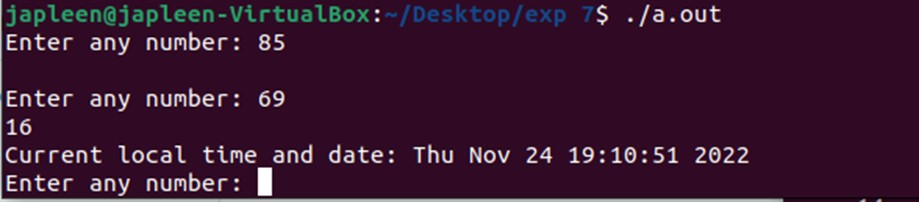 japleen@japleen-VirtualBox:~/Desktop/exp 7$ ./a.out
Enter any number: 85
Enter any number: 69
16
Current local time and date: Thu Nov 24 19:10:51 2022
Enter any number: